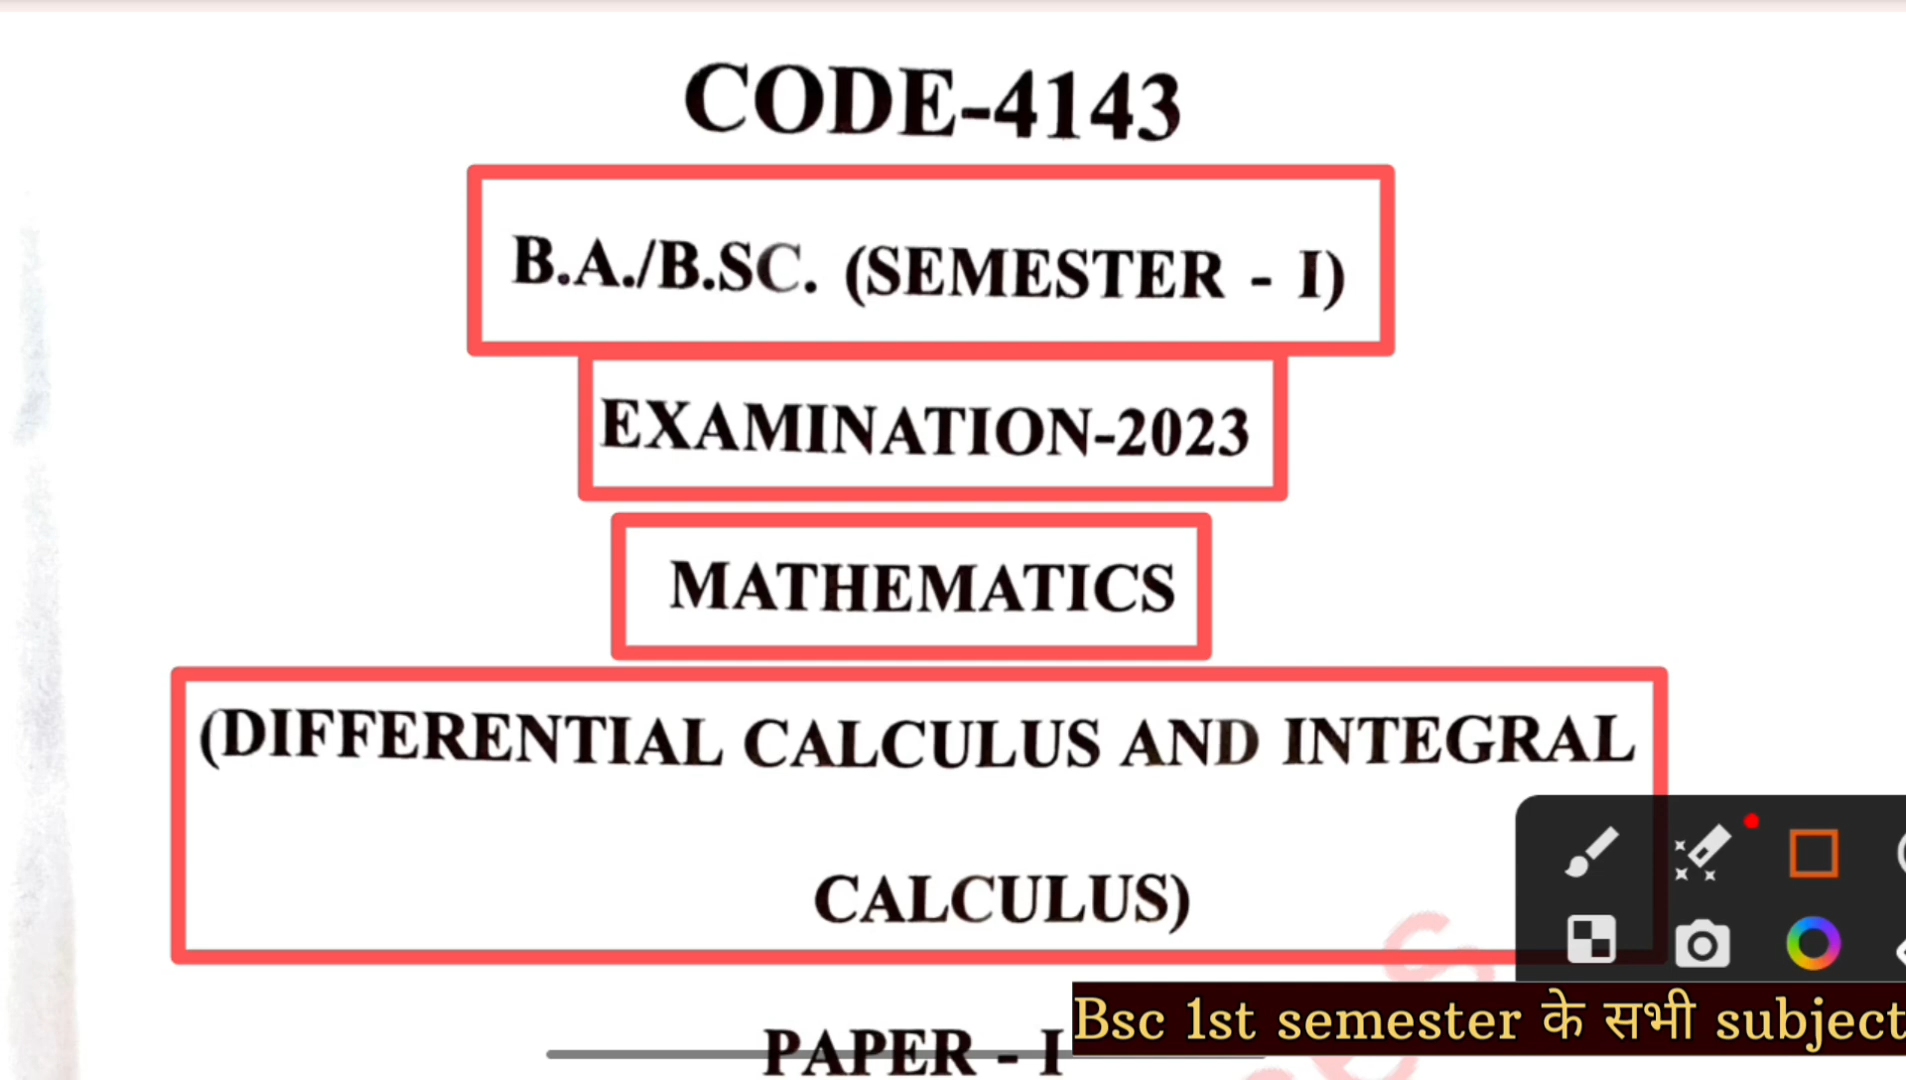 CODE-4143
B.A./B.SC. (SEMESTER - I)
EXAMINATION-2023
MATHEMATICS
(DIFFERENTIAL CALCULUS AND INTEGRAL
CALCULUS)
PAPER - I
Bsc 1st semester के सभी subject